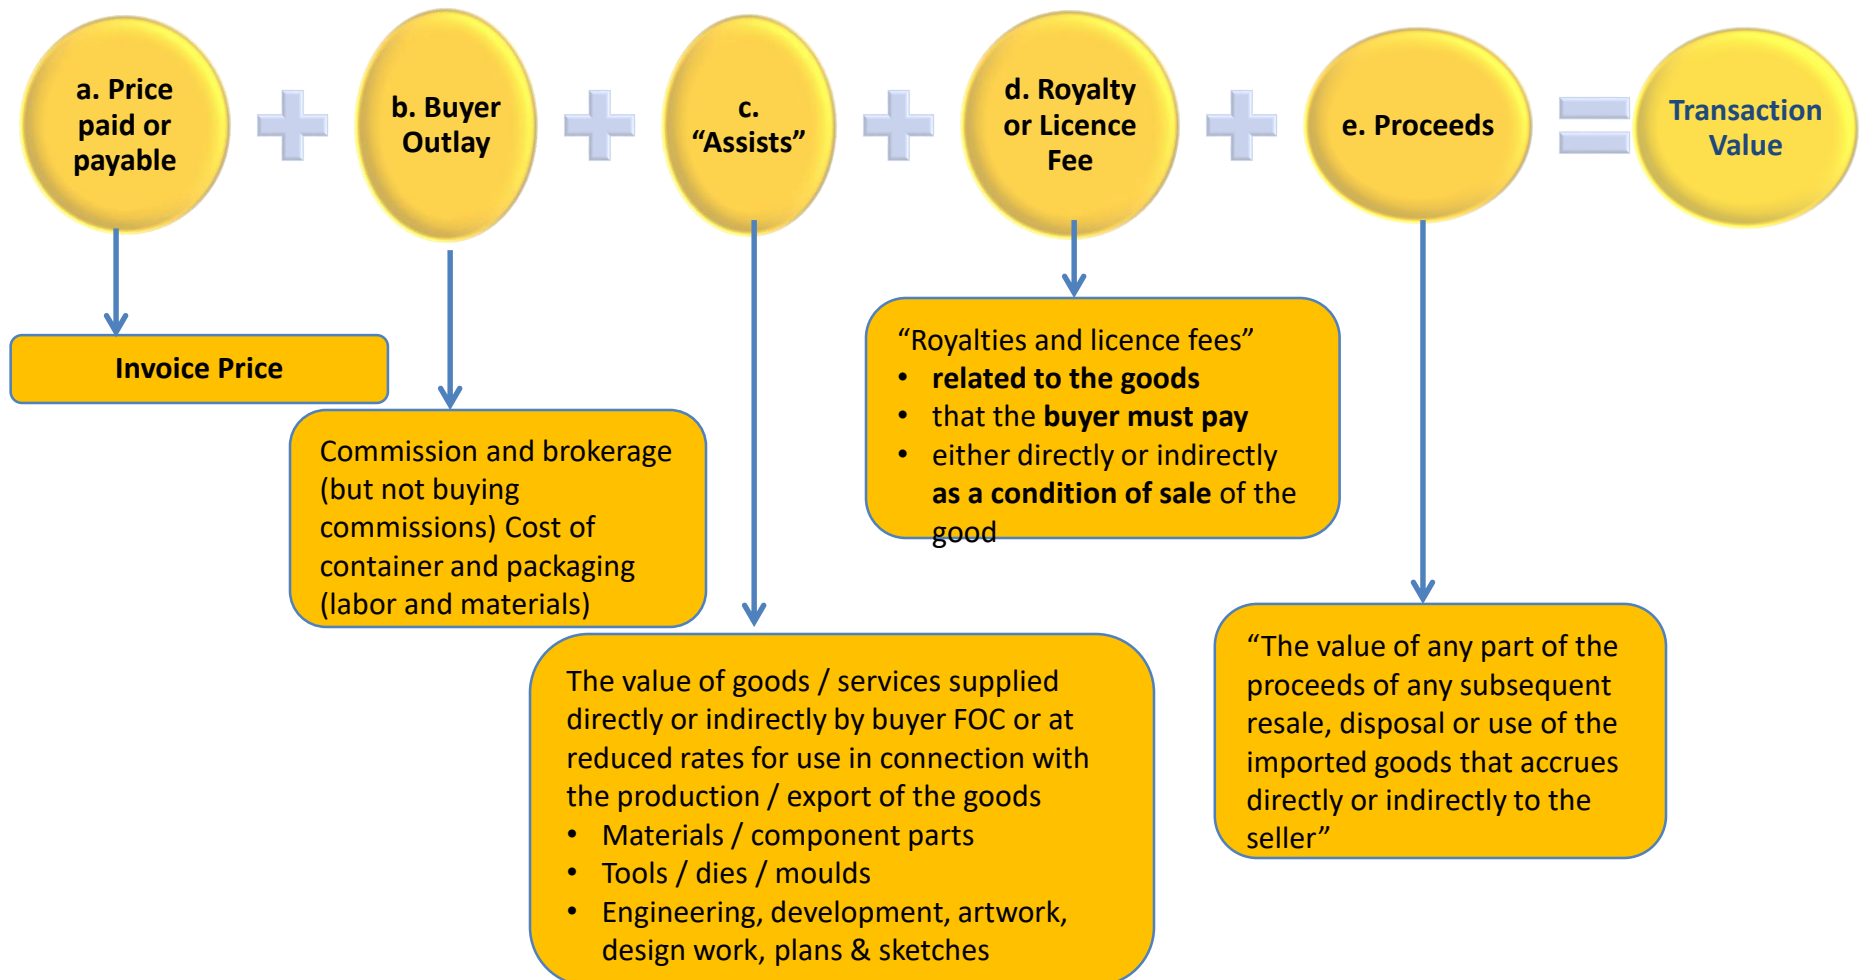 a. Price
paid or
payable
b. Buyer
Outlay
c.
“Assists”
d. Royalty
or Licence
Fee
e. Proceeds
Transaction
Value
Invoice Price
Commission and brokerage
(but not buying
commissions) Cost of
container and packaging
(labor and materials)
The value of goods / services supplied
directly or indirectly by buyer FOC or at
reduced rates for use in connection with
the production / export of the goods
• Materials / component parts
• Tools / dies / moulds
• Engineering, development, artwork,
design work, plans & sketches
“Royalties and licence fees”
• related to the goods
• that the buyer must pay
• either directly or indirectly
as a condition of sale of the
good
“The value of any part of the
proceeds of any subsequent
resale, disposal or use of the
imported goods that accrues
directly or indirectly to the
seller”